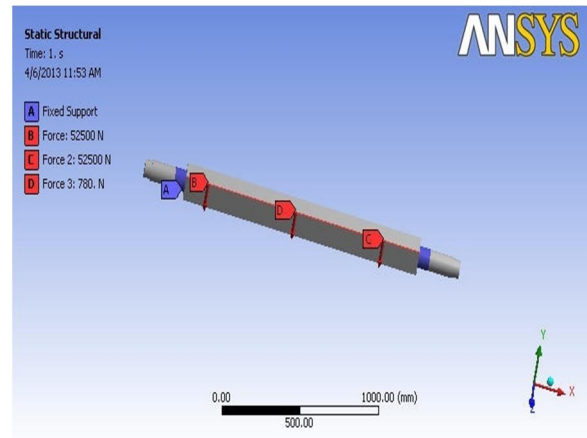 Static Structural
Time: 1. s
4/6/2013 11:53 AM
A Fixed Support
B Force: 52500 N
C Force 2: 52500 N
D Force 3: 780. N
ANSYS
A
B
D
C
0.00 1000.00 (mm)
500.00
Y
X
Z